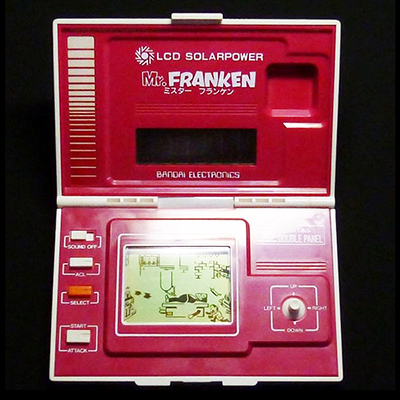 LCD SOLARPOWER
Mr. FRANKEN
ミスター フランケン
BANDAI ELECTRONICS
DOUBLE PANEL
SOUND OFF
ACL
SELECT
START
ATTACK
UP
LEFT
RIGHT
DOWN